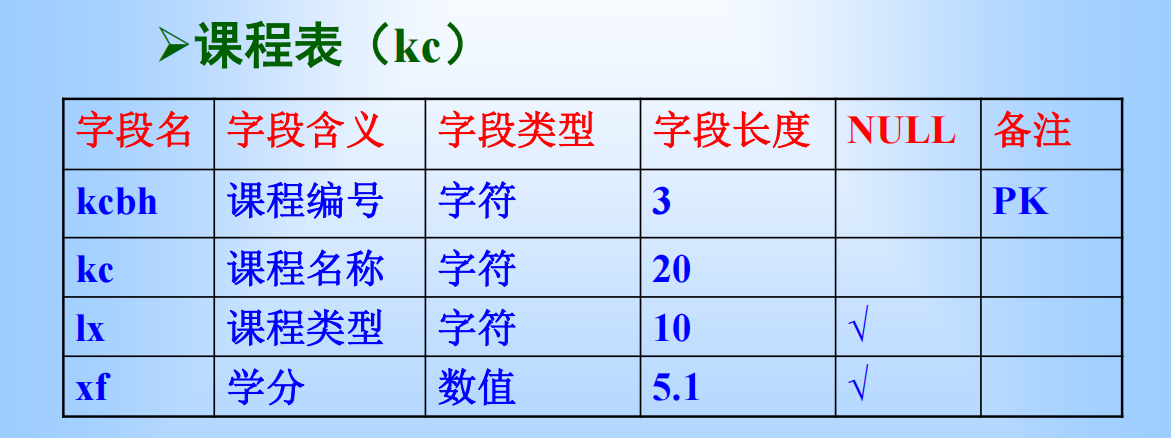 ➢课程表（kc）
字段名 字段含义 字段类型 字段长度 NULL 备注
kcbh 课程编号 字符 3 PK
kc 课程名称 字符 20
lx 课程类型 字符 10 √
xf 学分 数值 5.1 √